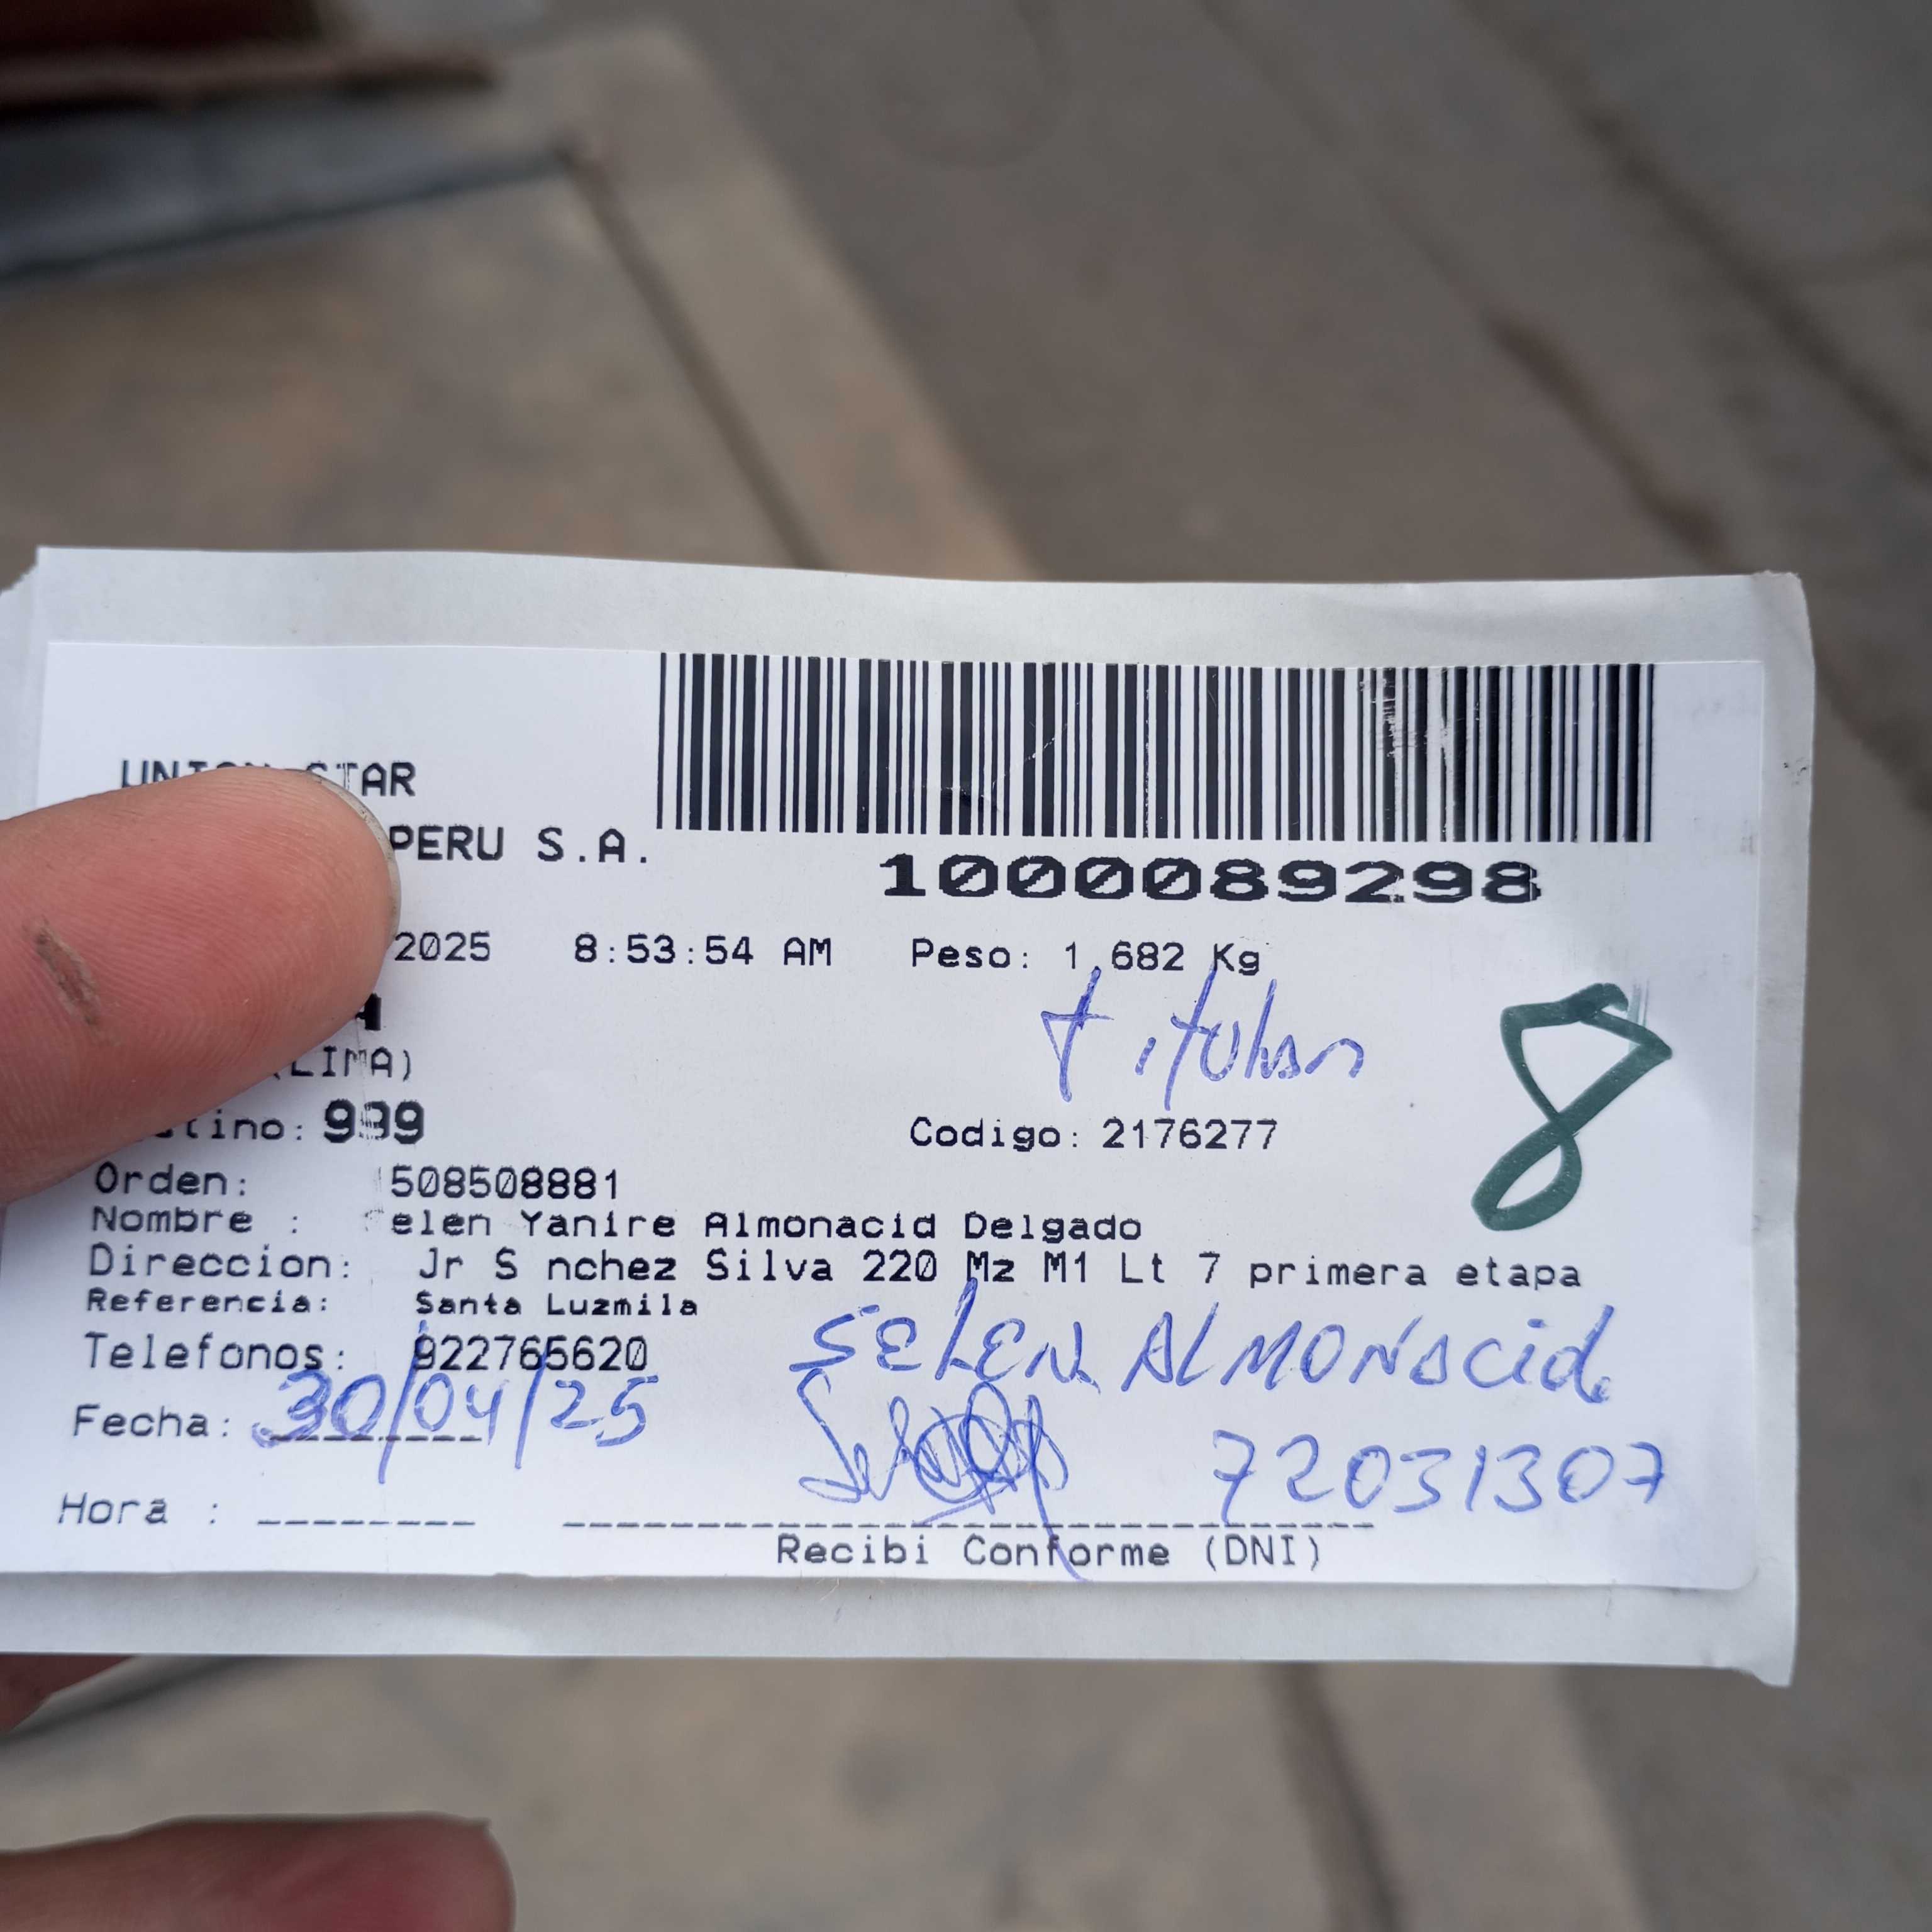 UNION STAR
PERU S.A.
1000089298
2025 8:53:54 AM Peso: 1,682 Kg
titular
8
(LIMA)
tino: 999 Codigo: 2176277
Orden: 508508881
Nombre : elen Yanire Almonacid Delgado
Direccion: Jr S nchez Silva 220 Mz M1 Lt 7 primera etapa
Referencia: Santa Luzmila
Telefonos: 922765620
SELEN ALMONACID
Fecha: 30/04/25
72031307
Hora :
Recibi Conforme (DNI)